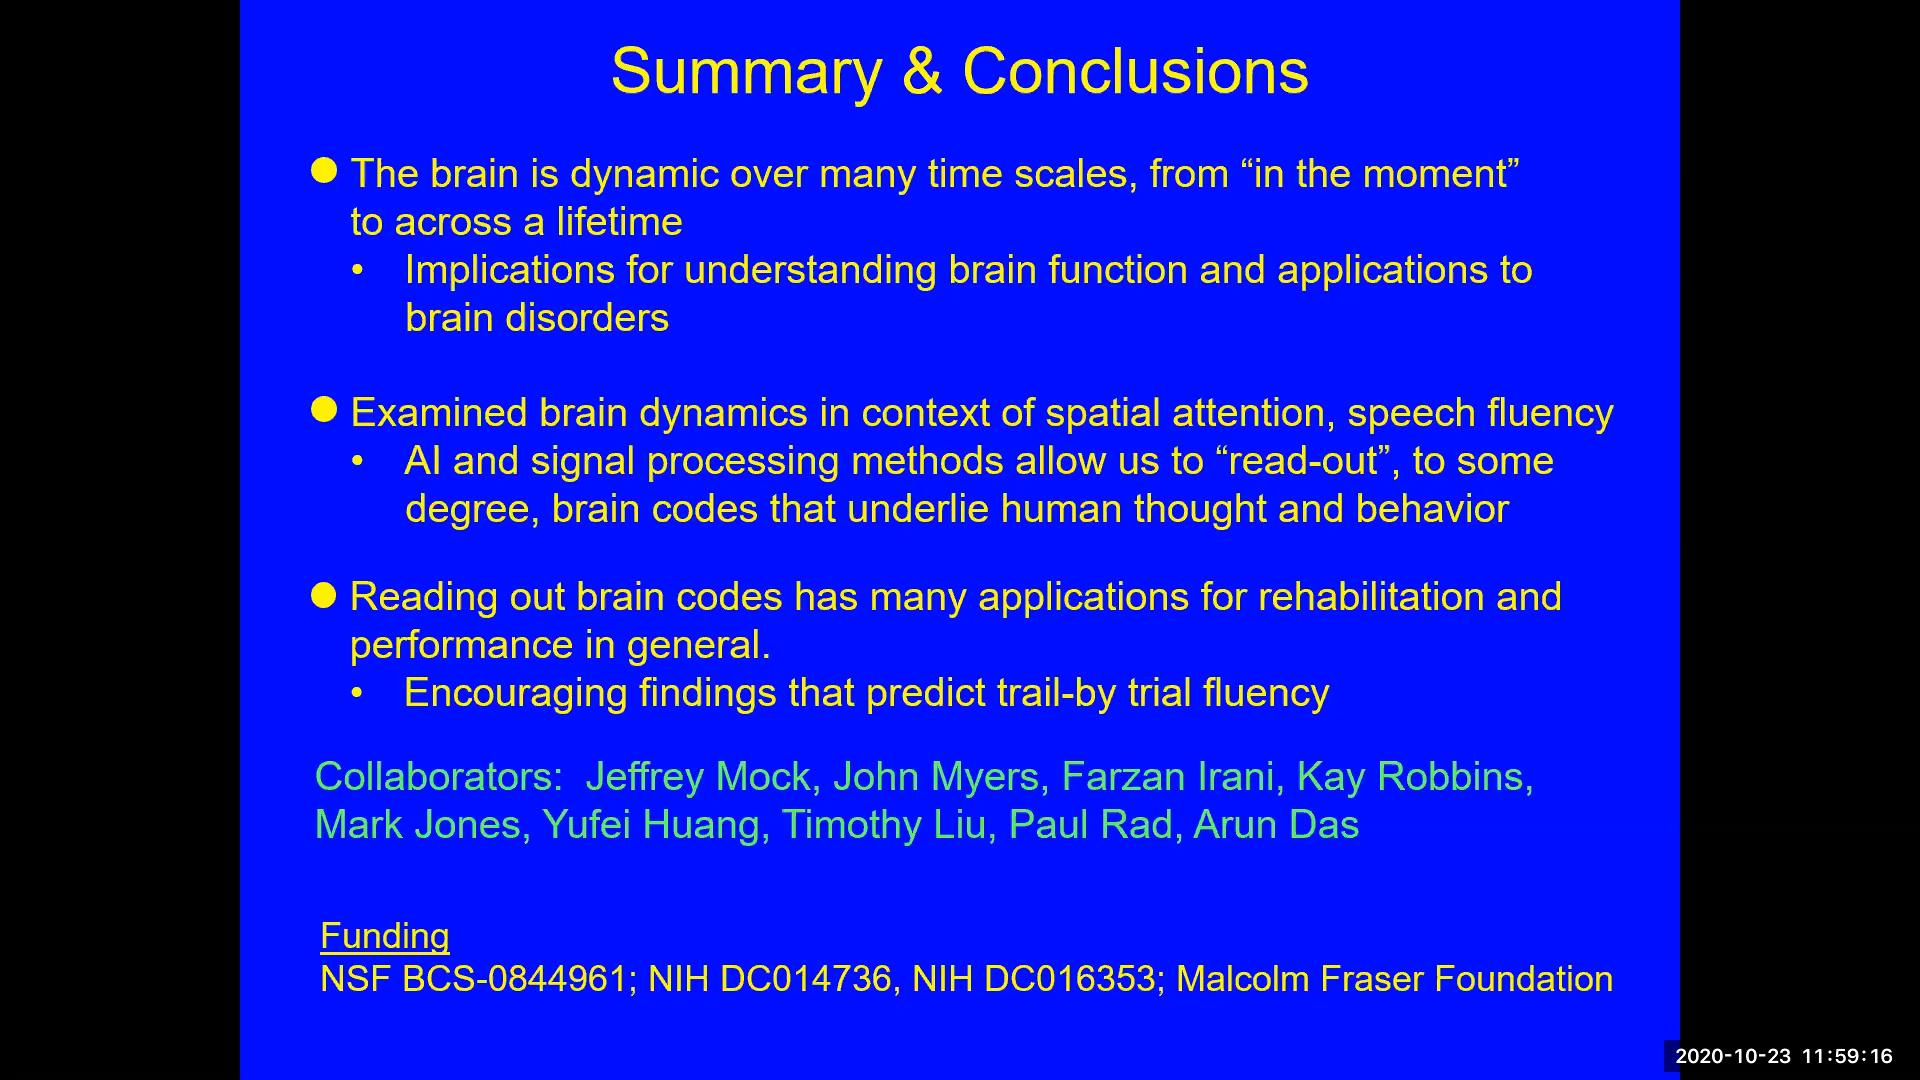 Summary & Conclusions
● The brain is dynamic over many time scales, from “in the moment”
to across a lifetime
• Implications for understanding brain function and applications to
brain disorders
● Examined brain dynamics in context of spatial attention, speech fluency
• AI and signal processing methods allow us to “read-out”, to some
degree, brain codes that underlie human thought and behavior
● Reading out brain codes has many applications for rehabilitation and
performance in general.
• Encouraging findings that predict trail-by trial fluency
Collaborators:  Jeffrey Mock, John Myers, Farzan Irani, Kay Robbins,
Mark Jones, Yufei Huang, Timothy Liu, Paul Rad, Arun Das
Funding
NSF BCS-0844961; NIH DC014736, NIH DC016353; Malcolm Fraser Foundation
2020-10-23 11:59:16